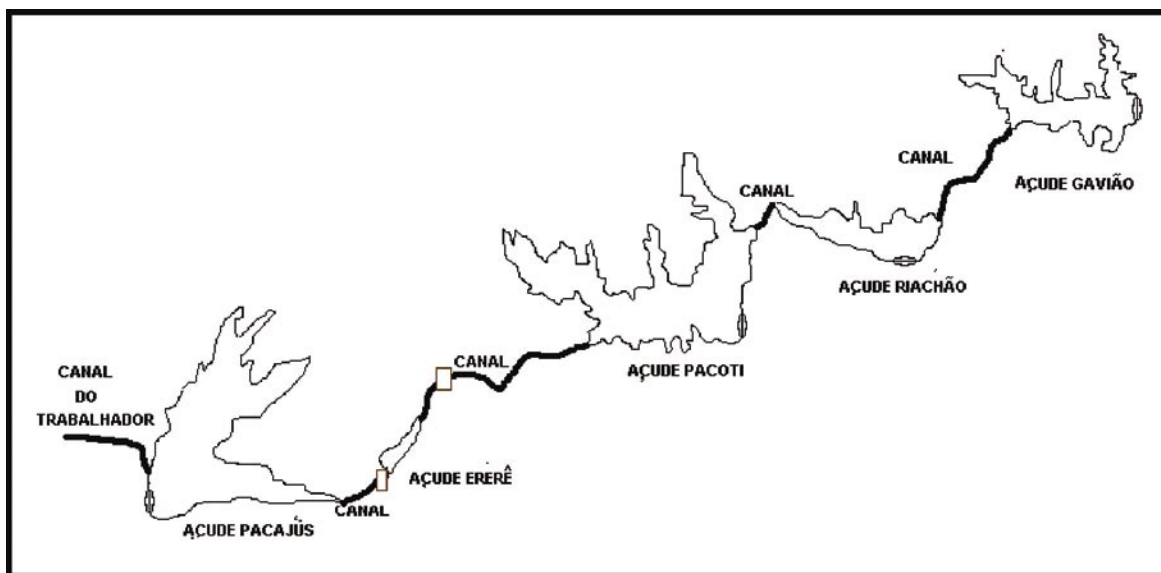 CANAL
DO
TRABALHADOR
AÇUDE PACAJÚS
CANAL
AÇUDE ERERÊ
CANAL
AÇUDE PACOTI
CANAL
AÇUDE RIACHÃO
CANAL
AÇUDE GAVIÃO